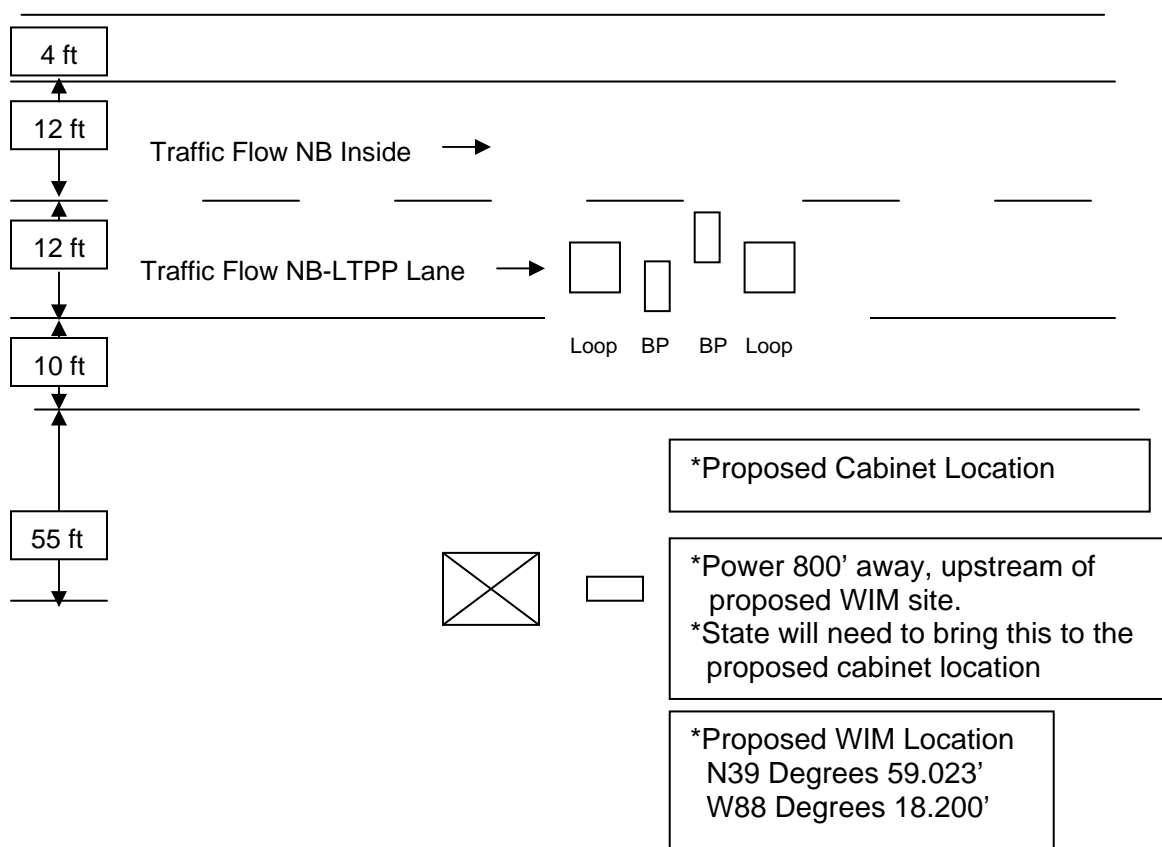 4 ft
12 ft
Traffic Flow NB Inside
12 ft
Traffic Flow NB-LTPP Lane
10 ft
Loop BP BP Loop
55 ft
*Proposed Cabinet Location
*Power 800’ away, upstream of
proposed WIM site.
*State will need to bring this to the
proposed cabinet location
*Proposed WIM Location
N39 Degrees 59.023’
W88 Degrees 18.200’